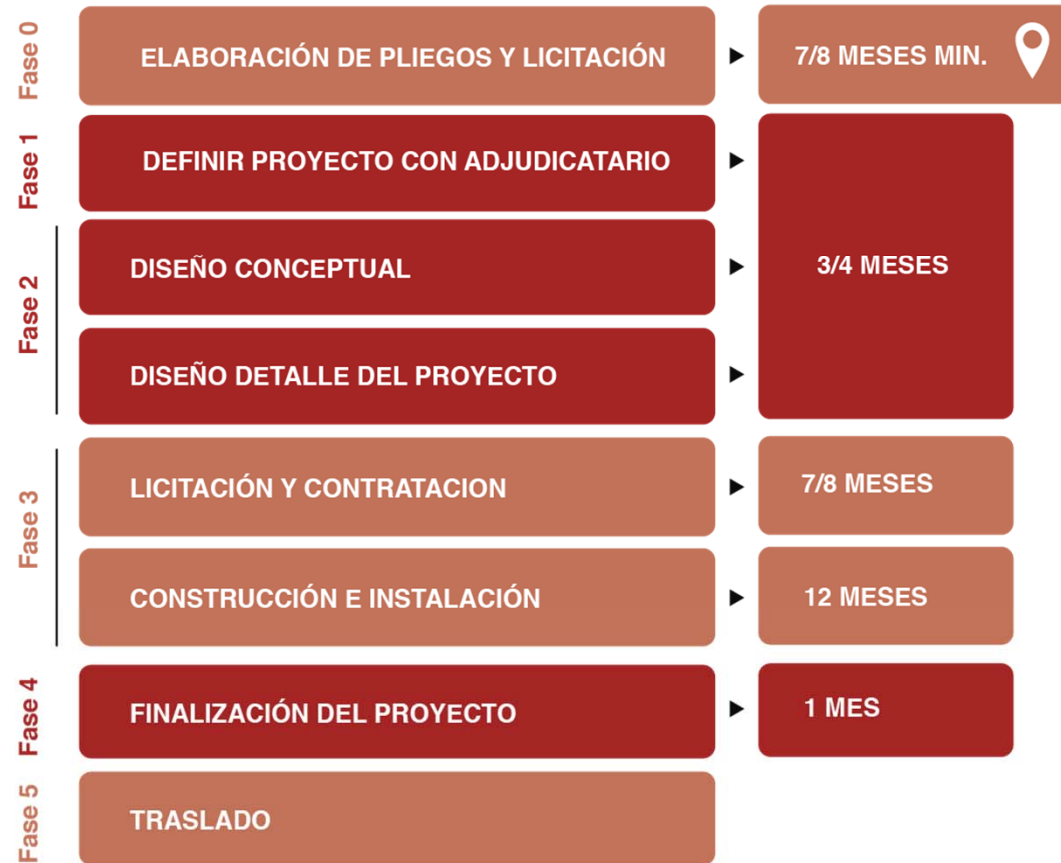 Fase 0
ELABORACIÓN DE PLIEGOS Y LICITACIÓN
7/8 MESES MIN.
Fase 1
DEFINIR PROYECTO CON ADJUDICATARIO
3/4 MESES
Fase 2
DISEÑO CONCEPTUAL
DISEÑO DETALLE DEL PROYECTO
Fase 3
LICITACIÓN Y CONTRATACION
7/8 MESES
CONSTRUCCIÓN E INSTALACIÓN
12 MESES
Fase 4
FINALIZACIÓN DEL PROYECTO
1 MES
Fase 5
TRASLADO